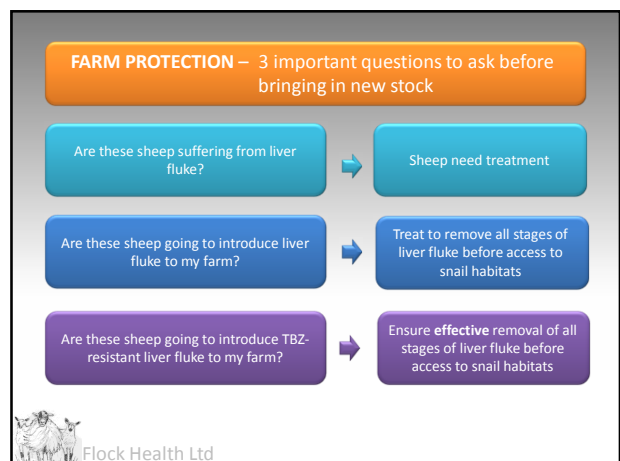 FARM PROTECTION – 3 important questions to ask before
bringing in new stock
Are these sheep suffering from liver
fluke?
Sheep need treatment
Are these sheep going to introduce liver
fluke to my farm?
Treat to remove all stages of
liver fluke before access to
snail habitats
Are these sheep going to introduce TBZ-
resistant liver fluke to my farm?
Ensure effective removal of all
stages of liver fluke before
access to snail habitats
Flock Health Ltd